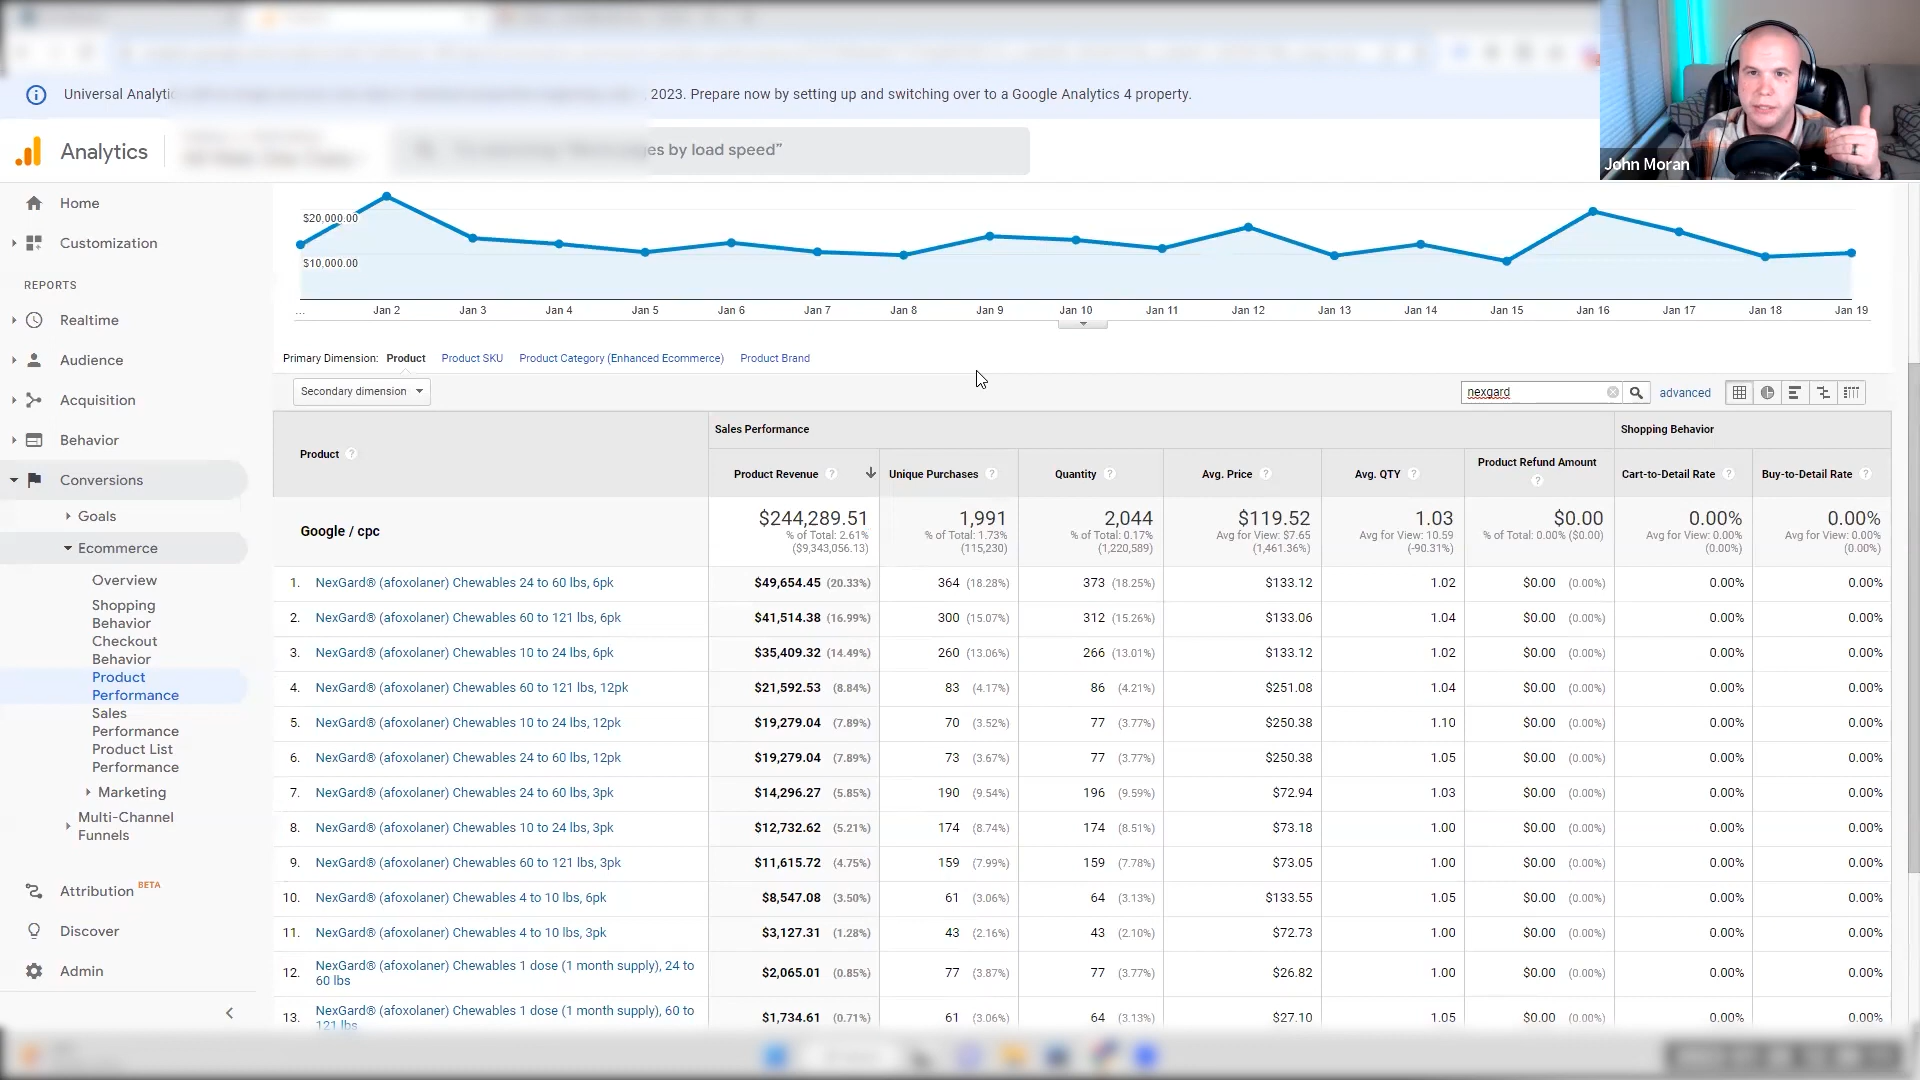 Universal Analytic
2023. Prepare now by setting up and switching over to a Google Analytics 4 property.
John Moran
Analytics
es by load speed”
Home
Customization
REPORTS
Realtime
Audience
Acquisition
Behavior
Conversions
Goals
Ecommerce
Overview
Shopping
Behavior
Checkout
Behavior
Product
Performance
Sales
Performance
Product List
Performance
Marketing
Multi-Channel
Funnels
Attribution BETA
Discover
Admin
$20,000.00
$10,000.00
... Jan 2 Jan 3 Jan 4 Jan 5 Jan 6 Jan 7 Jan 8 Jan 9 Jan 10 Jan 11 Jan 12 Jan 13 Jan 14 Jan 15 Jan 16 Jan 17 Jan 18 Jan 19
Primary Dimension: Product Product SKU Product Category (Enhanced Ecommerce) Product Brand
Secondary dimension nexgard advanced
Sales Performance Shopping Behavior
Product ? Product Revenue ? Unique Purchases ? Quantity ? Avg. Price ? Avg. QTY ? Product Refund Amount ? Cart-to-Detail Rate ? Buy-to-Detail Rate ?
Google / cpc $244,289.51 1,991 2,044 $119.52 1.03 $0.00 0.00% 0.00%
% of Total: 2.61% % of Total: 1.73% % of Total: 0.17% Avg for View: $7.65 Avg for View: 10.59 % of Total: 0.00% ($0.00) Avg for View: 0.00% Avg for View: 0.00%
($9,343,056.13) (115,230) (1,220,589) (1,461.36%) (-90.31%) (0.00%) (0.00%)
1. NexGard® (afoxolaner) Chewables 24 to 60 lbs, 6pk $49,654.45 (20.33%) 364 (18.28%) 373 (18.25%) $133.12 1.02 $0.00 (0.00%) 0.00% 0.00%
2. NexGard® (afoxolaner) Chewables 60 to 121 lbs, 6pk $41,514.38 (16.99%) 300 (15.07%) 312 (15.26%) $133.06 1.04 $0.00 (0.00%) 0.00% 0.00%
3. NexGard® (afoxolaner) Chewables 10 to 24 lbs, 6pk $35,409.32 (14.49%) 260 (13.06%) 266 (13.01%) $133.12 1.02 $0.00 (0.00%) 0.00% 0.00%
4. NexGard® (afoxolaner) Chewables 60 to 121 lbs, 12pk $21,592.53 (8.84%) 83 (4.17%) 86 (4.21%) $251.08 1.04 $0.00 (0.00%) 0.00% 0.00%
5. NexGard® (afoxolaner) Chewables 10 to 24 lbs, 12pk $19,279.04 (7.89%) 70 (3.52%) 77 (3.77%) $250.38 1.10 $0.00 (0.00%) 0.00% 0.00%
6. NexGard® (afoxolaner) Chewables 24 to 60 lbs, 12pk $19,279.04 (7.89%) 73 (3.67%) 77 (3.77%) $250.38 1.05 $0.00 (0.00%) 0.00% 0.00%
7. NexGard® (afoxolaner) Chewables 24 to 60 lbs, 3pk $14,296.27 (5.85%) 190 (9.54%) 196 (9.59%) $72.94 1.03 $0.00 (0.00%) 0.00% 0.00%
8. NexGard® (afoxolaner) Chewables 10 to 24 lbs, 3pk $12,732.62 (5.21%) 174 (8.74%) 174 (8.51%) $73.18 1.00 $0.00 (0.00%) 0.00% 0.00%
9. NexGard® (afoxolaner) Chewables 60 to 121 lbs, 3pk $11,615.72 (4.75%) 159 (7.99%) 159 (7.78%) $73.05 1.00 $0.00 (0.00%) 0.00% 0.00%
10. NexGard® (afoxolaner) Chewables 4 to 10 lbs, 6pk $8,547.08 (3.50%) 61 (3.06%) 64 (3.13%) $133.55 1.05 $0.00 (0.00%) 0.00% 0.00%
11. NexGard® (afoxolaner) Chewables 4 to 10 lbs, 3pk $3,127.31 (1.28%) 43 (2.16%) 43 (2.10%) $72.73 1.00 $0.00 (0.00%) 0.00% 0.00%
12. NexGard® (afoxolaner) Chewables 1 dose (1 month supply), 24 to $2,065.01 (0.85%) 77 (3.87%) 77 (3.77%) $26.82 1.00 $0.00 (0.00%) 0.00% 0.00%
60 lbs
13. NexGard® (afoxolaner) Chewables 1 dose (1 month supply), 60 to $1,734.61 (0.71%) 61 (3.06%) 64 (3.13%) $27.10 1.05 $0.00 (0.00%) 0.00% 0.00%
121 lbs